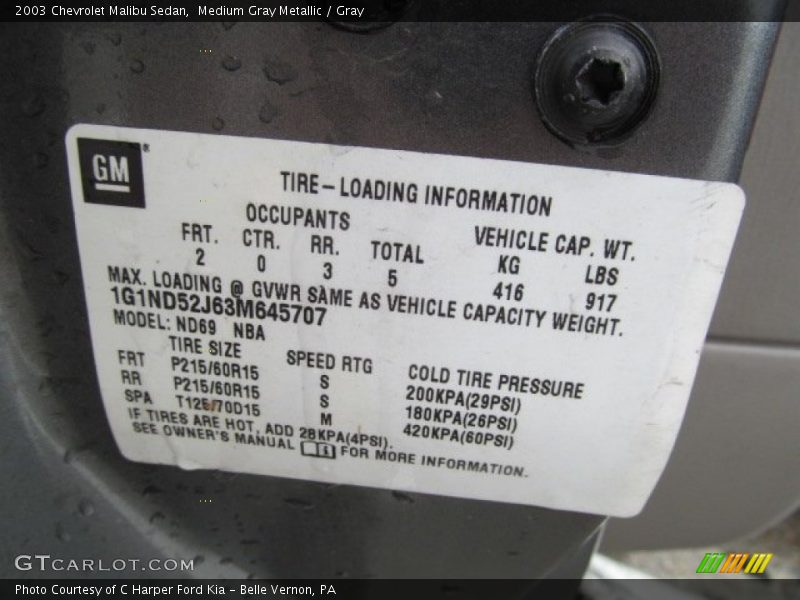 2003 Chevrolet Malibu Sedan,  Medium Gray Metallic / Gray
GM®
TIRE–LOADING INFORMATION
OCCUPANTS VEHICLE CAP. WT.
FRT. CTR. RR. TOTAL KG LBS
2 0 3 5 416 917
MAX. LOADING @ GVWR SAME AS VEHICLE CAPACITY WEIGHT.
1G1ND52J63M645707
MODEL: ND69 NBA
TIRE SIZE SPEED RTG COLD TIRE PRESSURE
FRT P215/60R15 S 200KPA(29PSI)
RR P215/60R15 S 180KPA(26PSI)
SPA T125/70D15 M 420KPA(60PSI)
IF TIRES ARE HOT, ADD 28KPA(4PSI).
SEE OWNER'S MANUAL i FOR MORE INFORMATION.
GTCARLOT.COM
Photo Courtesy of C Harper Ford Kia – Belle Vernon, PA